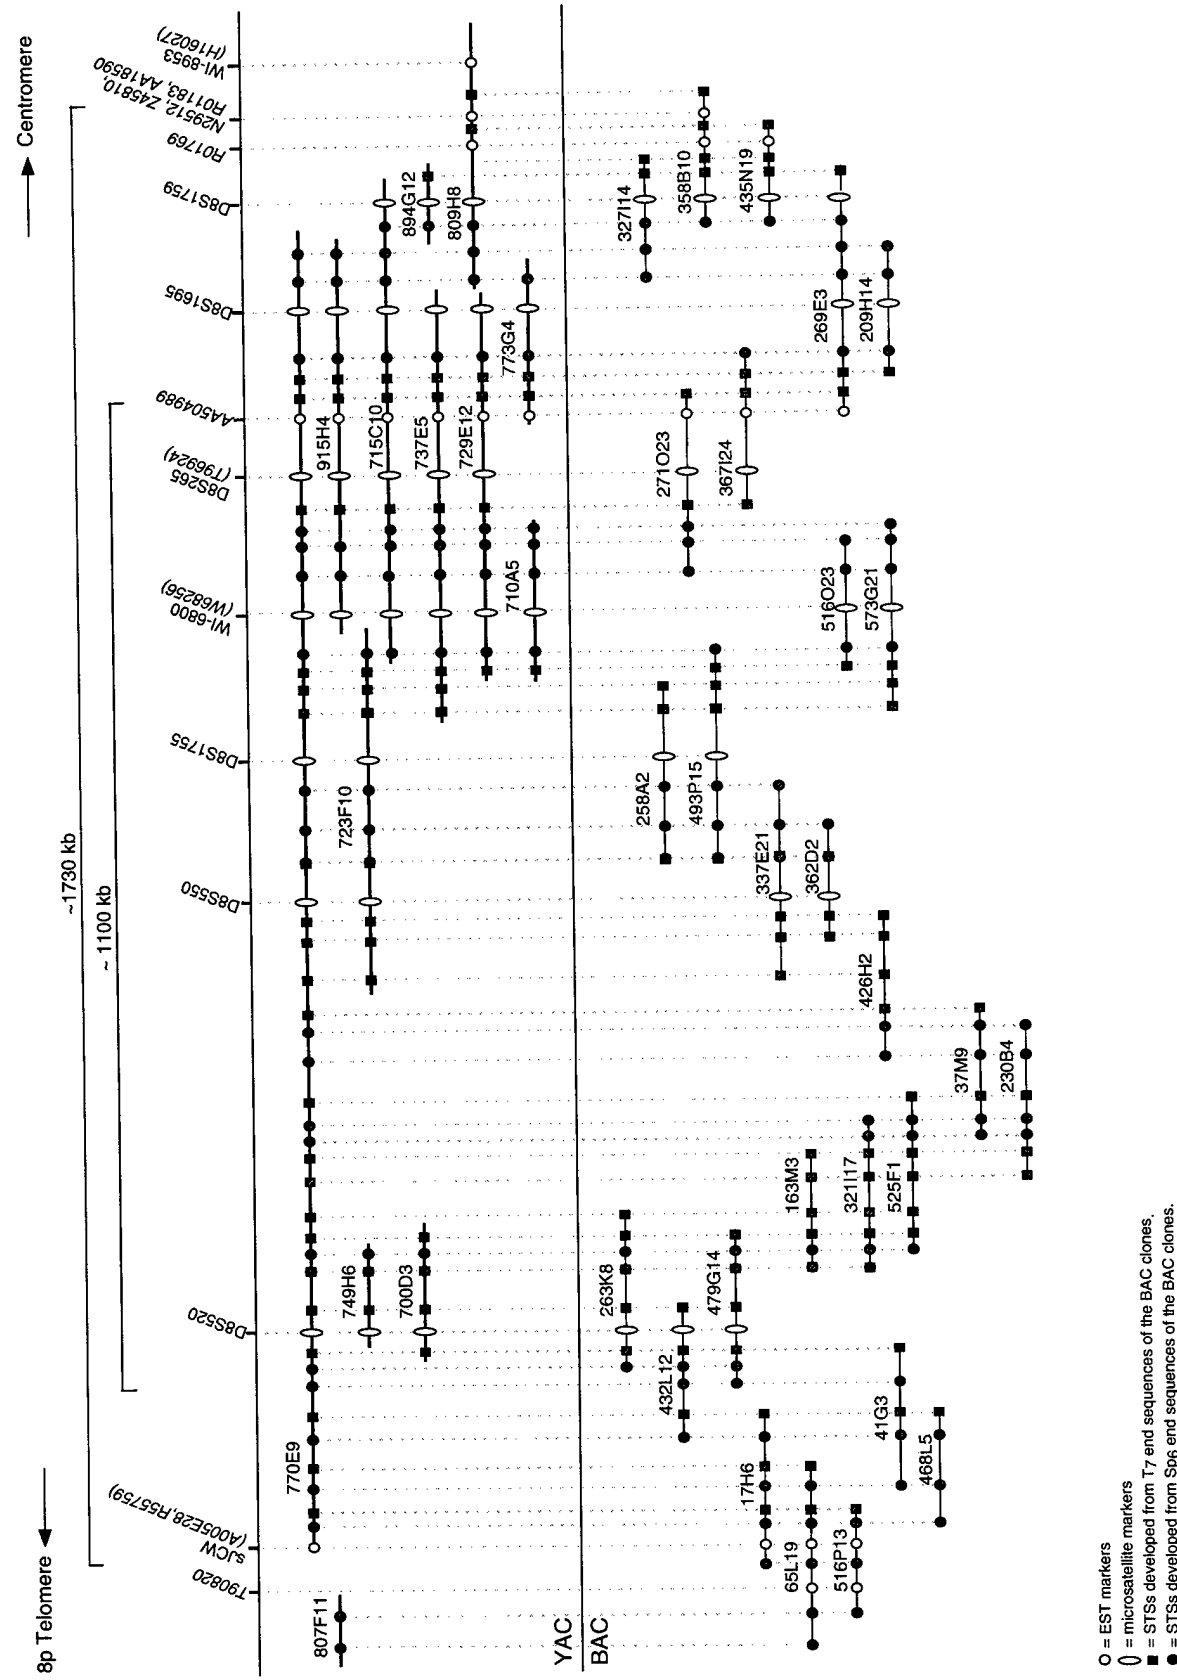 8p Telomere
Centromere
~1730 kb
~ 1100 kb
T90820
sJCW
(A005E28,R55759)
D8S520
D8S550
D8S1755
WI-6800
(W68256)
D8S265
(T96924)
AA504989
D8S1695
D8S1759
R01769
N29512, Z45810,
R01183, AA18590
WI-8953
(H16027)
807F11
770E9
749H6
700D3
723F10
710A5
915H4
715C10
737E5
729E12
773G4
894G12
809H8
YAC
BAC
65L19
516P13
17H6
468L5
41G3
432L12
263K8
479G14
163M3
321I17
525F1
230B4
37M9
426H2
337E21
362D2
258A2
493P15
516O23
573G21
271O23
367I24
269E3
209H14
327I14
358B10
435N19
= EST markers
= microsatellite markers
= STSs developed from T7 end sequences of the BAC clones.
= STSs developed from Sp6 end sequences of the BAC clones.